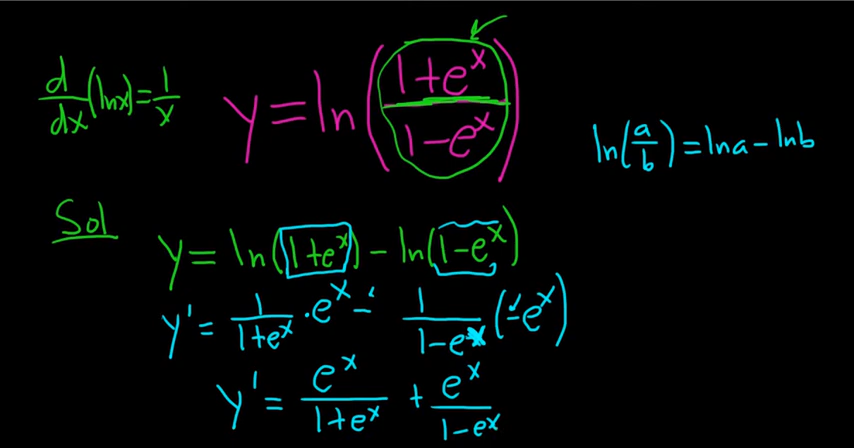 d/dx (ln x) = 1/x
y = ln((1+e^x)/(1-e^x))
ln(a/b) = ln a - ln b
Sol
y = ln(1+e^x) - ln(1-e^x)
y' = 1/(1+e^x) · e^x - 1/(1-e^x) (-e^x)
y' = e^x/(1+e^x) + e^x/(1-e^x)